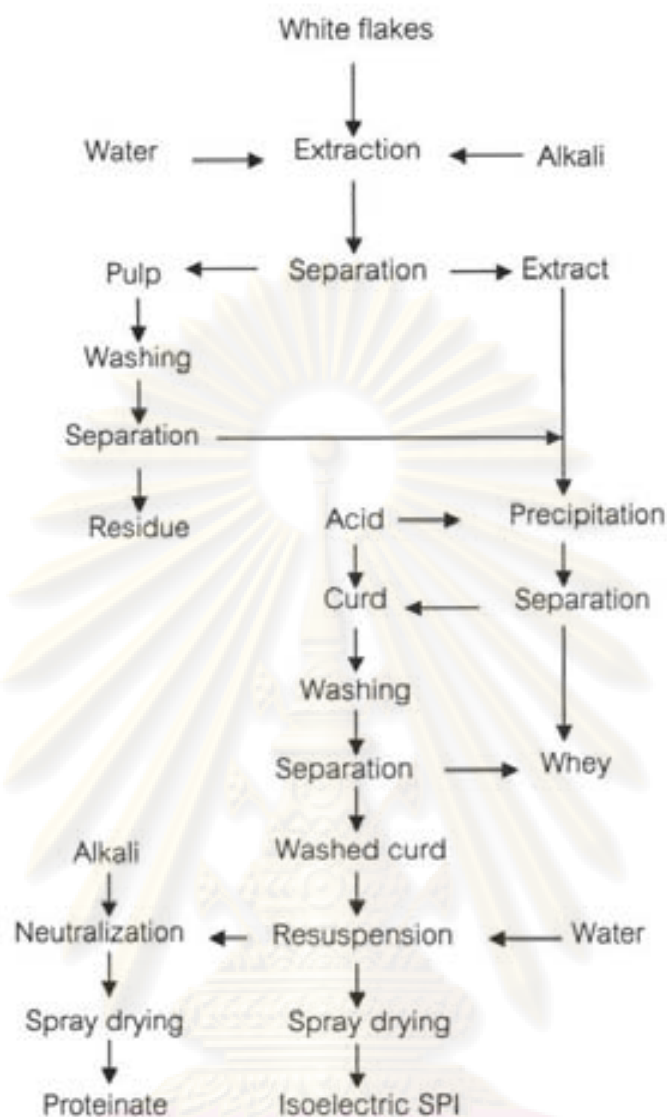 White flakes
Water Extraction Alkali
Pulp Separation Extract
Washing
Separation
Residue Acid Precipitation
Curd Separation
Washing
Separation Whey
Alkali Washed curd
Neutralization Resuspension Water
Spray drying Spray drying
Proteinate Isoelectric SPI